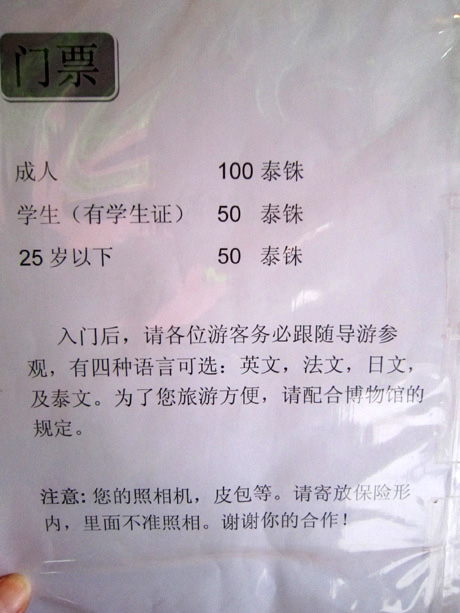 门票
成人 100 泰铢
学生（有学生证） 50 泰铢
25 岁以下 50 泰铢
入门后，请各位游客务必跟随导游参
观，有四种语言可选：英文，法文，日文，
及泰文。为了您旅游方便，请配合博物馆的
规定。
注意: 您的照相机，皮包等。请寄放保险形
内，里面不准照相。谢谢你的合作！